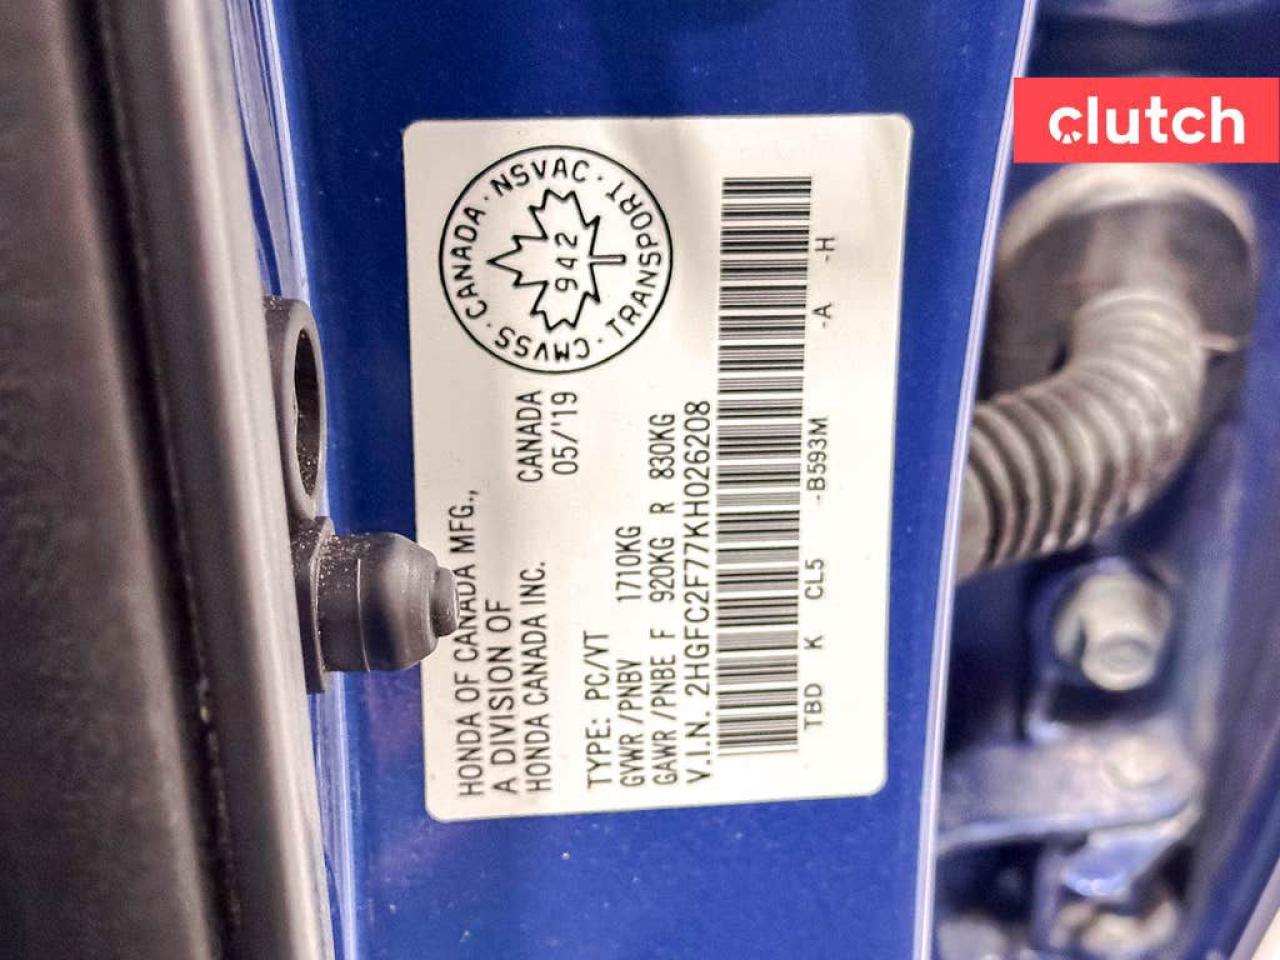 clutch
HONDA OF CANADA MFG.,
A DIVISION OF
HONDA CANADA INC.
CANADA
05/'19
CMVSS · CANADA · NSVAC · TRANSPORT ·
942
TYPE: PC/VT
GVWR /PNBV 1710KG
GAWR /PNBE F 920KG R 830KG
V.I.N. 2HGFC2F77KH026208
TBD K CL5 -B593M -A -H